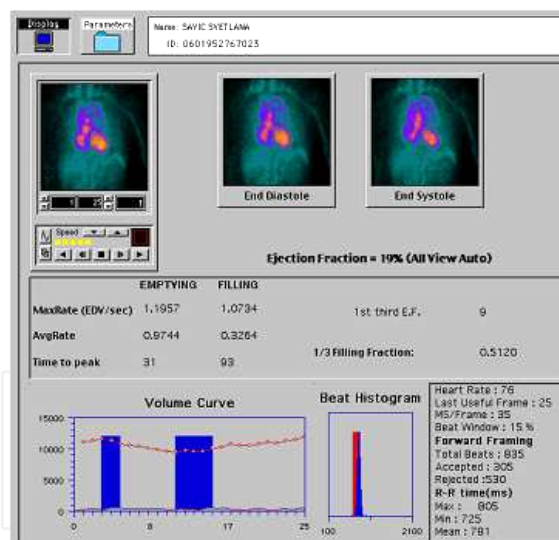 Display Parameters
Name: SAVIC SVETLANA
ID: 0601952767023
1 25 1
Speed
End Diastole End Systole
Ejection Fraction = 19% (All View Auto)
EMPTYING FILLING
MaxRate (EDV/sec) 1.1957 1.0734 1st third E.F. 9
AvgRate 0.9744 0.3264
1/3 Filling Fraction: 0.5120
Time to peak 31 93
Volume Curve
15000
10000
5000
0
0 8 17 25
Beat Histogram
100 2100
Heart Rate : 76
Last Useful Frame : 25
MS/Frame : 35
Beat Window : 15 %
Forward Framing
Total Beats : 835
Accepted : 305
Rejected :530
R-R time(ms)
Max : 805
Min : 725
Mean : 781